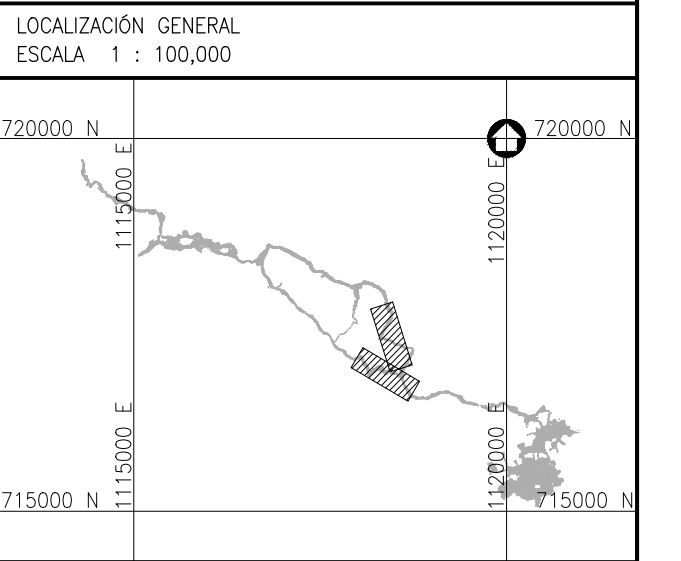 LOCALIZACIÓN GENERAL
ESCALA 1 : 100,000
720000 N
720000 N
1115000 E
1120000 E
1115000 E
1120000 E
715000 N
715000 N